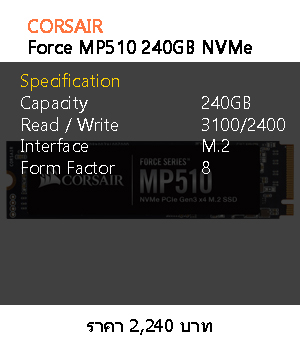 CORSAIR
Force MP510 240GB NVMe
Specification
Capacity 240GB
Read / Write 3100/2400
Interface M.2
Form Factor 8
FORCE SERIES™
CORSAIR MP510
NVMe PCIe Gen3 x4 M.2 SSD
ราคา 2,240 บาท